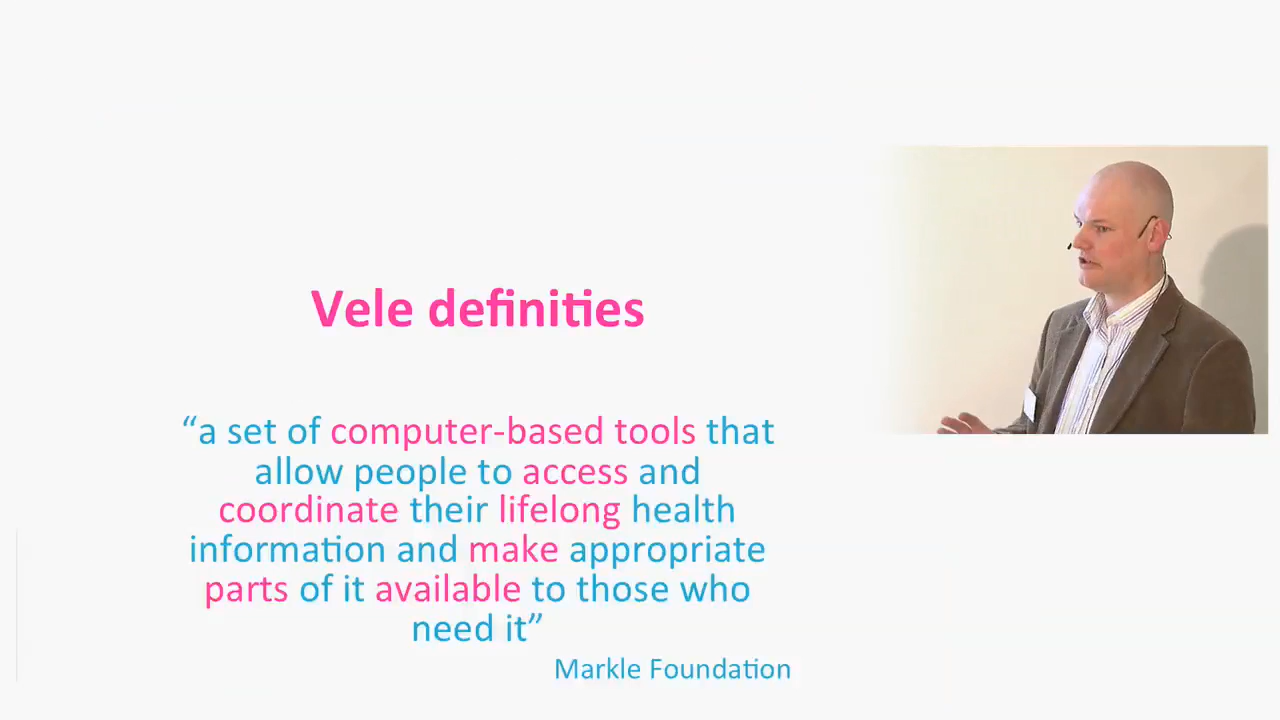 Vele definities
“a set of computer-based tools that
allow people to access and
coordinate their lifelong health
information and make appropriate
parts of it available to those who
need it”
Markle Foundation